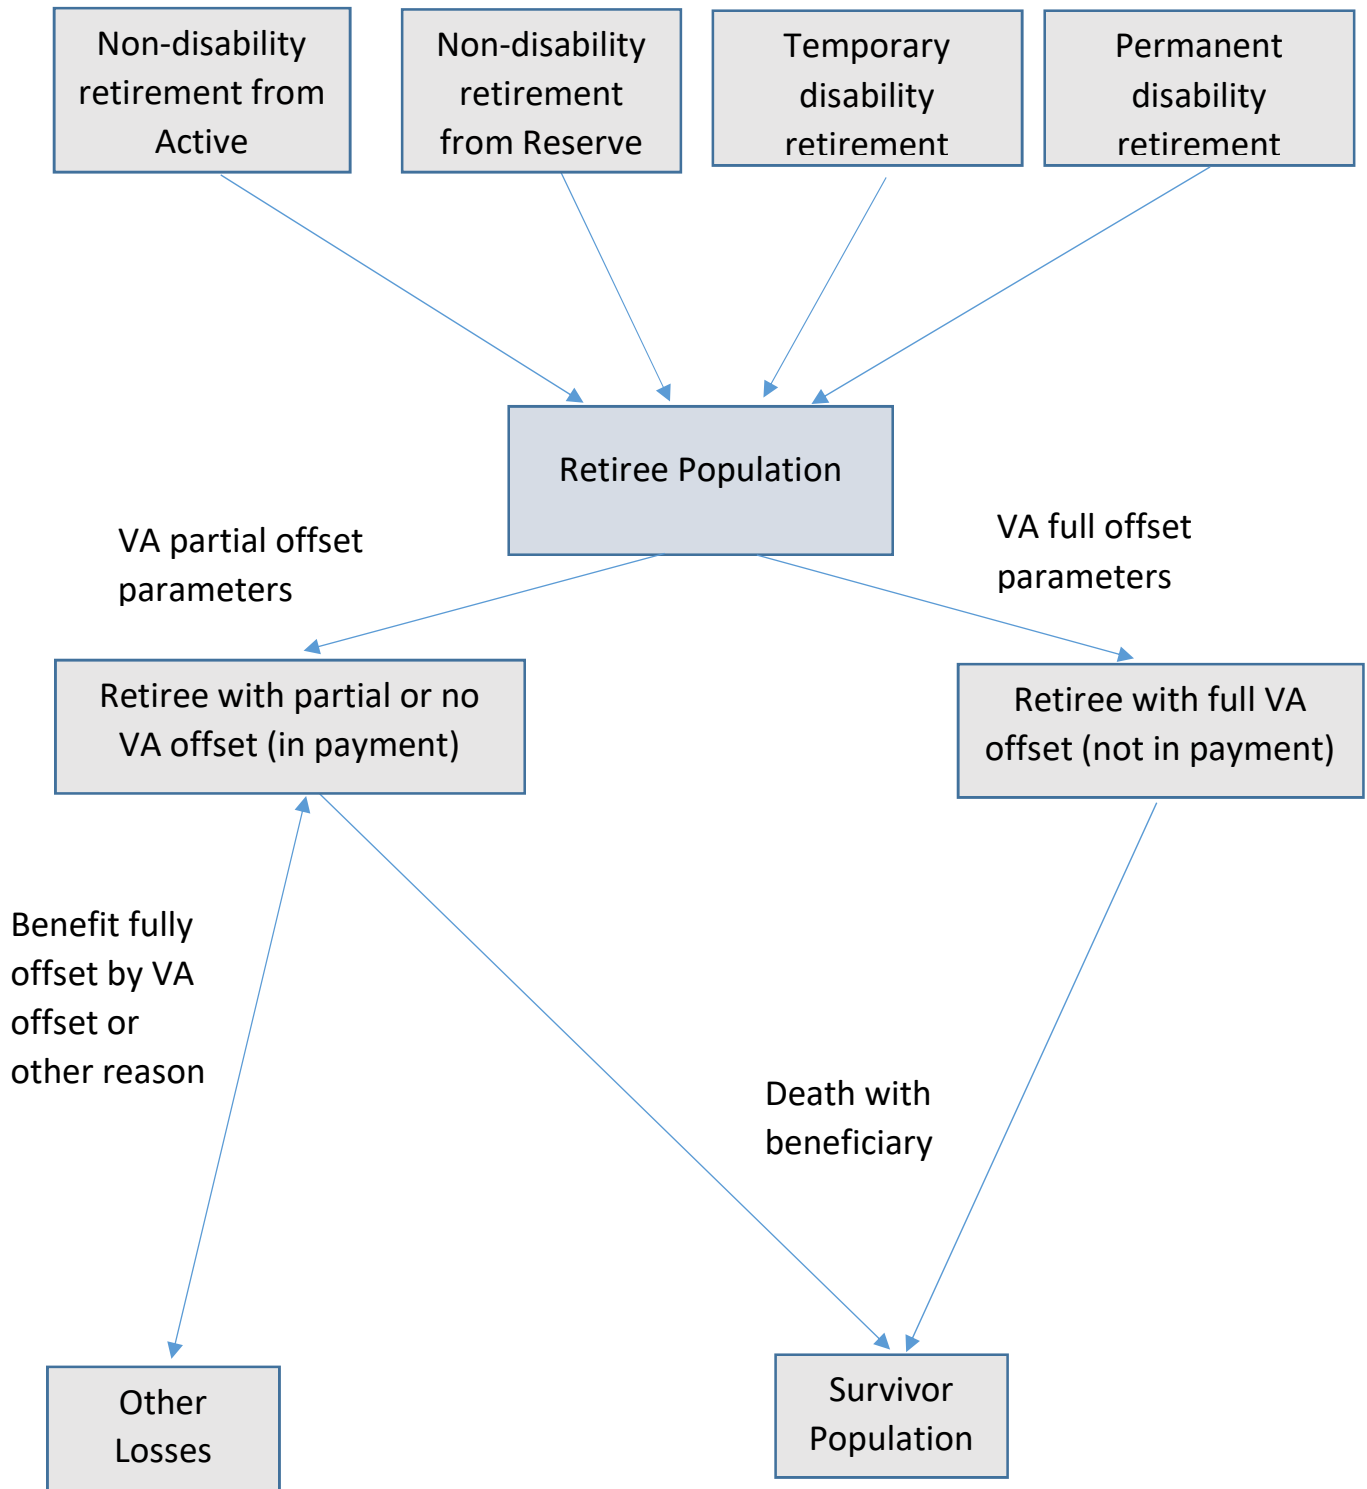 Non-disability
retirement from
Active
Non-disability
retirement
from Reserve
Temporary
disability
retirement
Permanent
disability
retirement
Retiree Population
VA partial offset
parameters
VA full offset
parameters
Retiree with partial or no
VA offset (in payment)
Retiree with full VA
offset (not in payment)
Benefit fully
offset by VA
offset or
other reason
Death with
beneficiary
Other
Losses
Survivor
Population